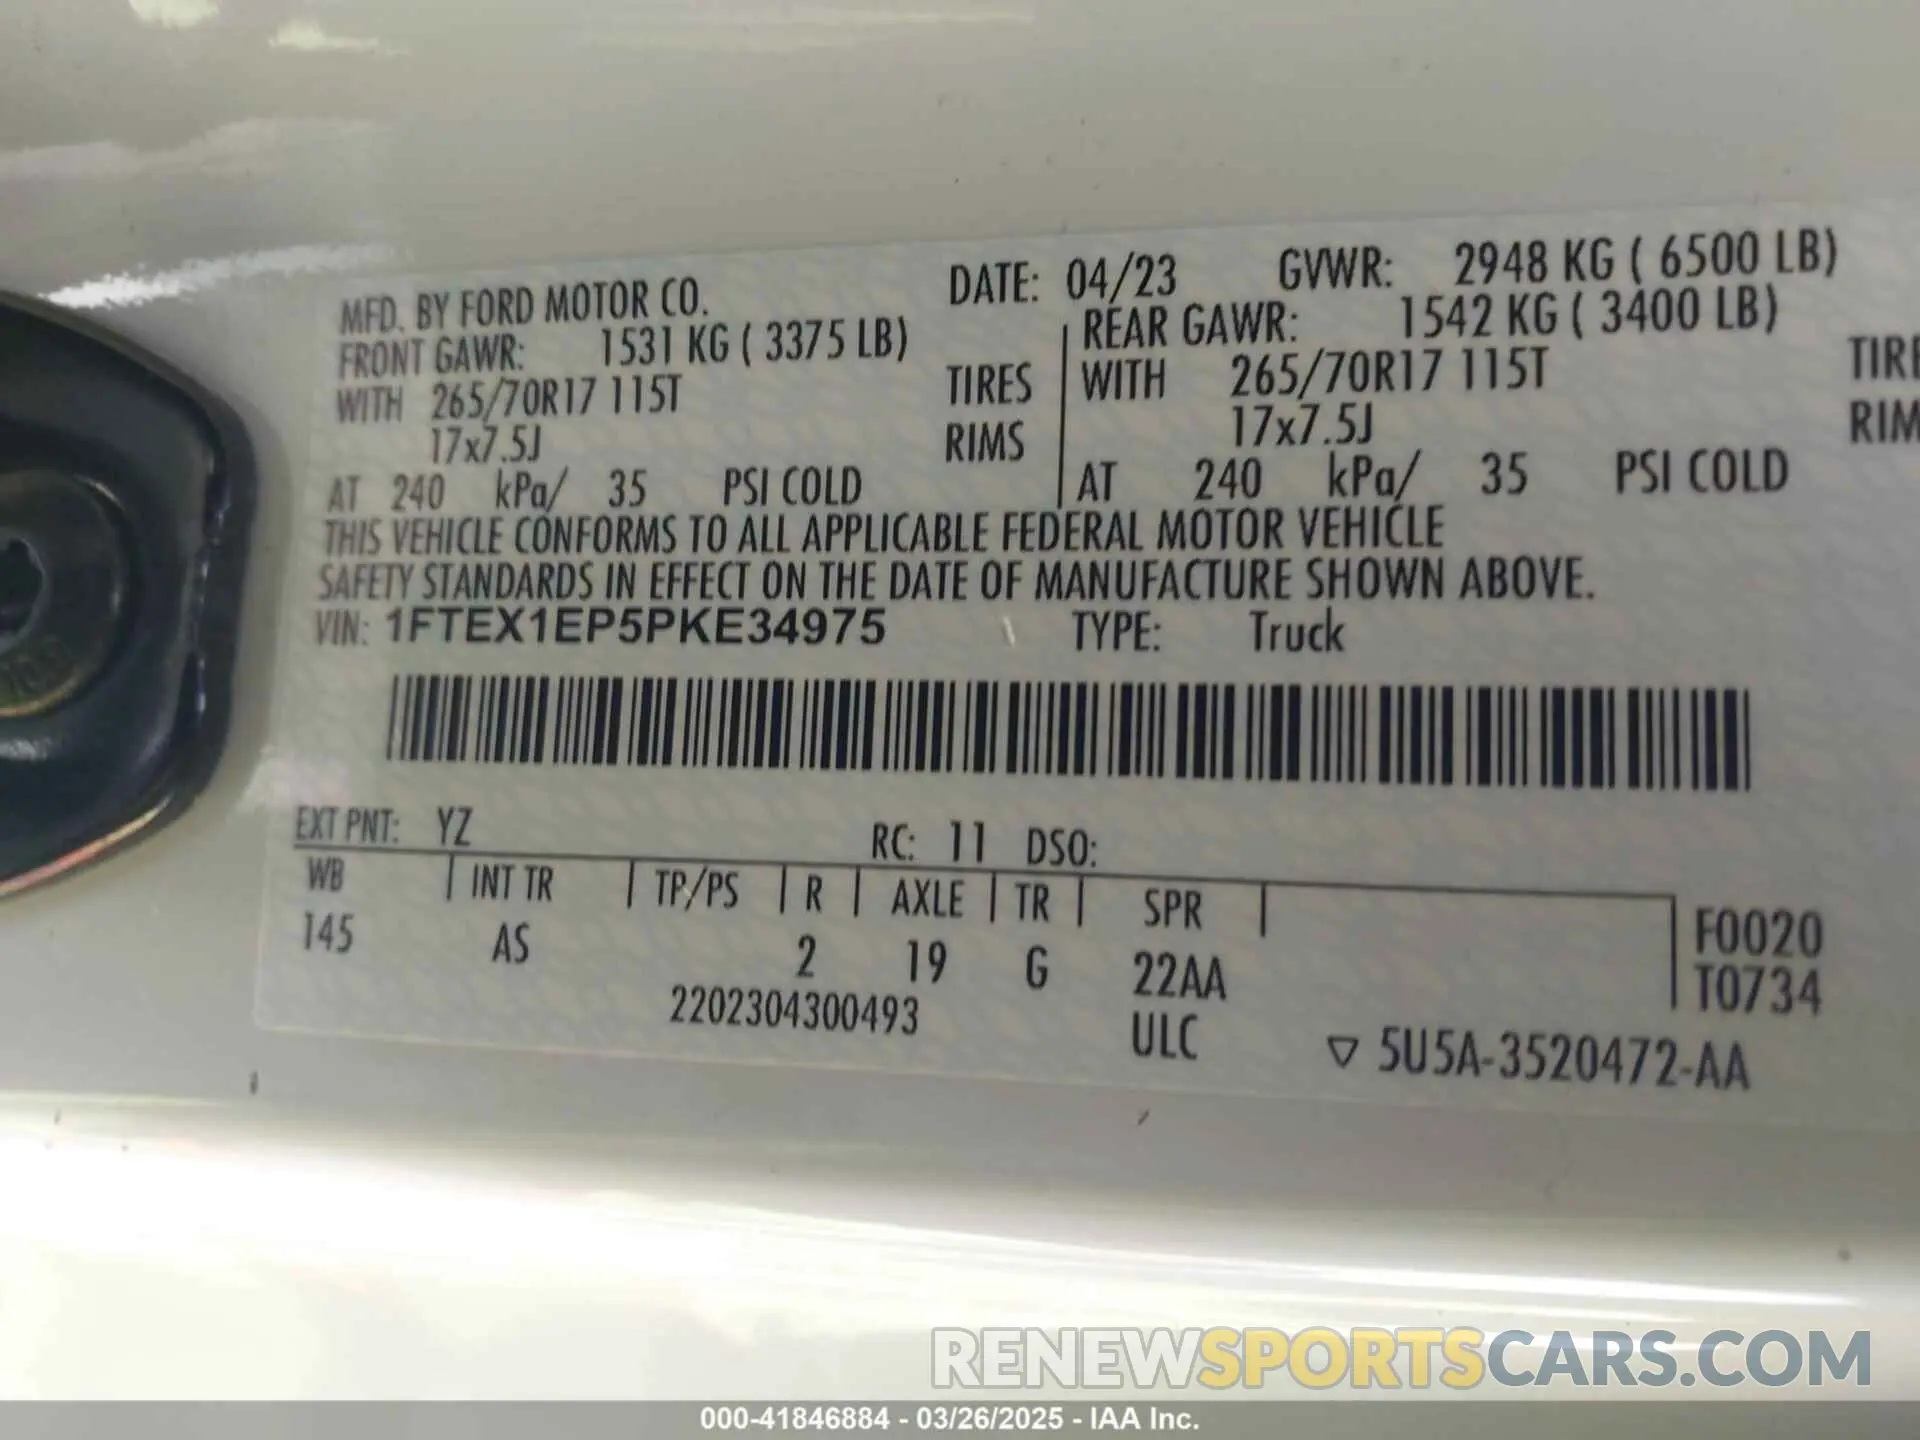 MFD. BY FORD MOTOR CO. DATE: 04/23 GVWR: 2948 KG ( 6500 LB)
FRONT GAWR: 1531 KG ( 3375 LB) REAR GAWR: 1542 KG ( 3400 LB)
WITH 265/70R17 115T TIRES WITH 265/70R17 115T TIRE
17x7.5J RIMS 17x7.5J RIM
AT 240 kPa/ 35 PSI COLD AT 240 kPa/ 35 PSI COLD
THIS VEHICLE CONFORMS TO ALL APPLICABLE FEDERAL MOTOR VEHICLE
SAFETY STANDARDS IN EFFECT ON THE DATE OF MANUFACTURE SHOWN ABOVE.
VIN: 1FTEX1EP5PKE34975 TYPE: Truck
EXT PNT: YZ RC: 11 DSO:
WB INT TR TP/PS R AXLE TR SPR F0020
145 AS 2 19 G 22AA T0734
2202304300493 ULC ▽ 5U5A-3520472-AA
RENEWSPORTSCARS.COM
000-41846884 - 03/26/2025 - IAA Inc.